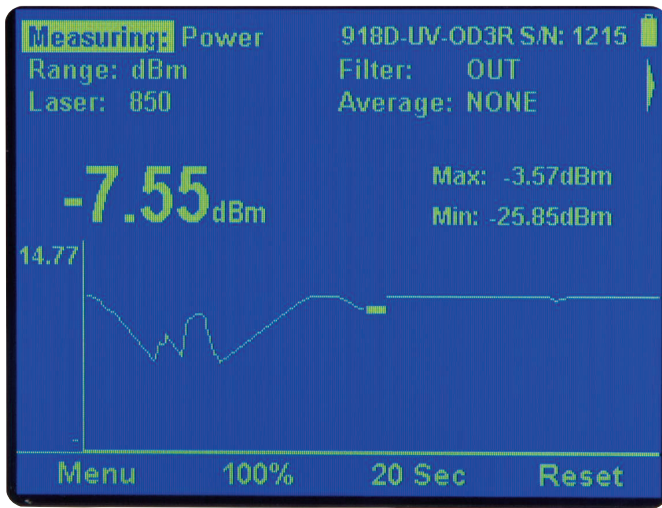 Measuring: Power
918D-UV-OD3R S/N: 1215
Range: dBm
Filter: OUT
Laser: 850
Average: NONE
-7.55dBm
Max: -3.57dBm
Min: -25.85dBm
14.77
Menu 100% 20 Sec Reset